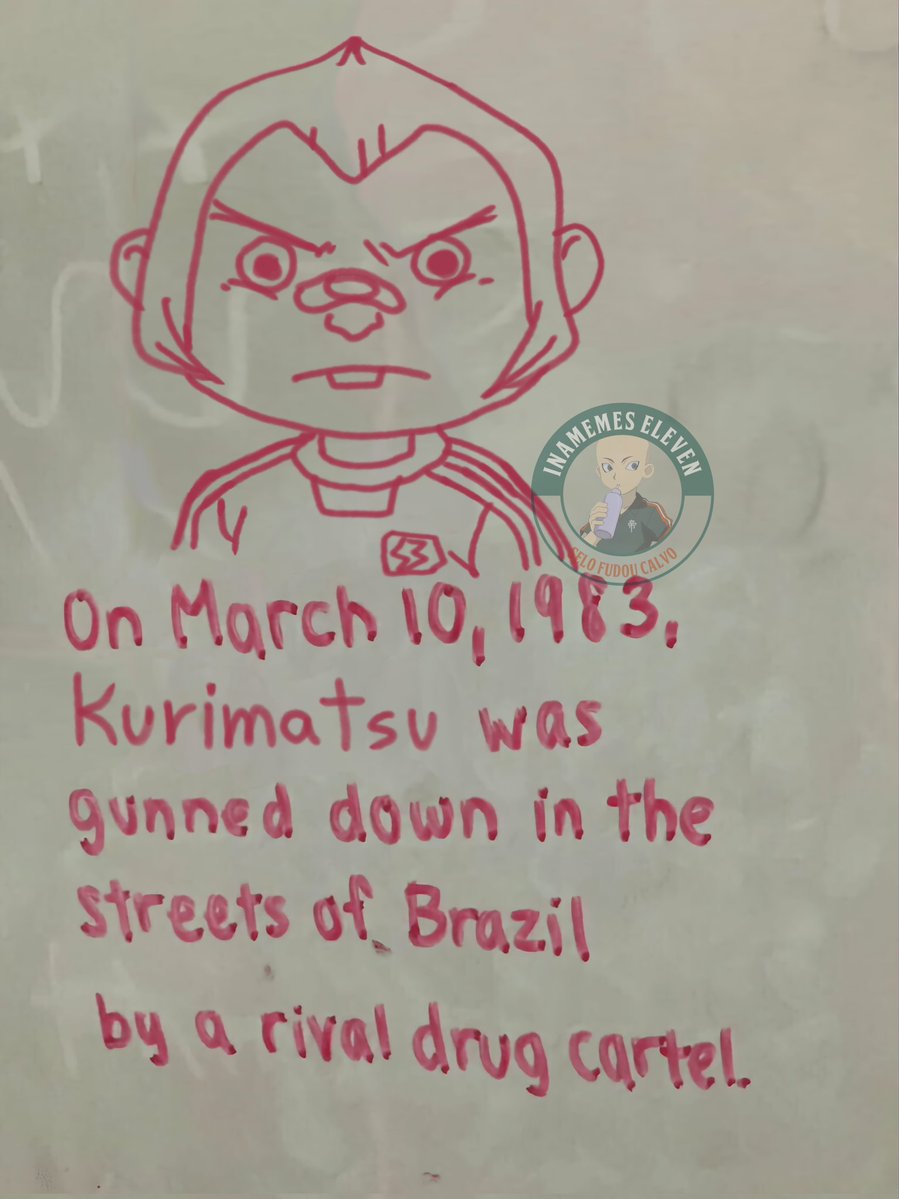 INAMEMES ELEVEN
SELO FUDOU CALVO
On March 10, 1983,
Kurimatsu was
gunned down in the
streets of Brazil
by a rival drug cartel.